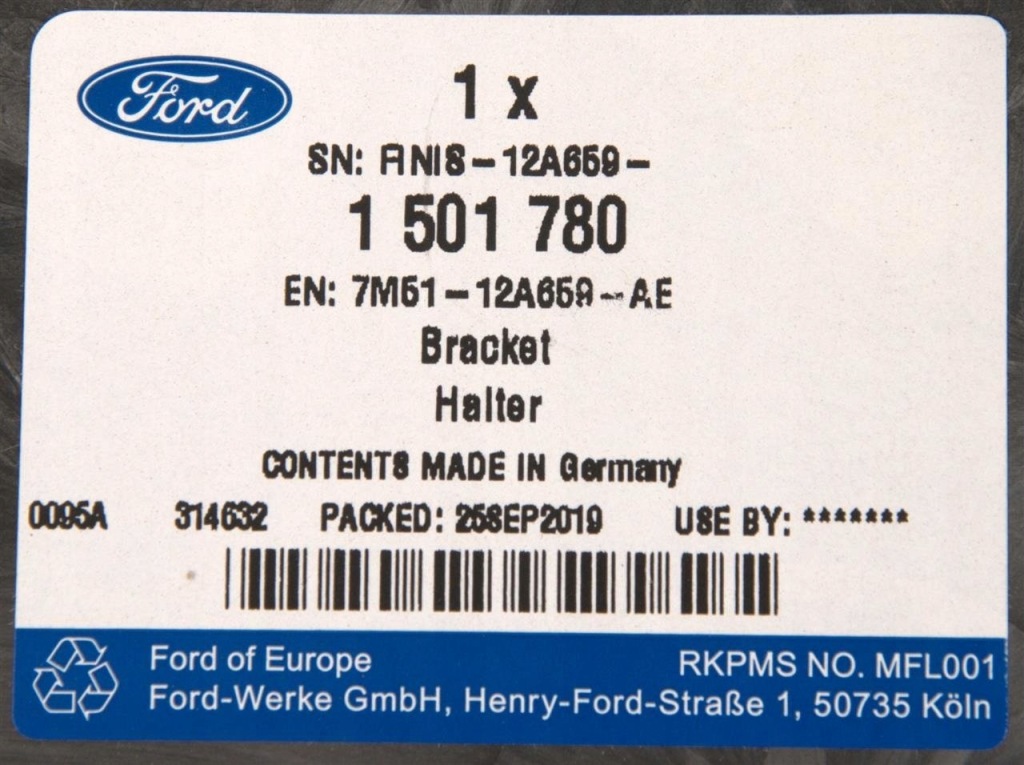 Ford
1 x
SN: FINIS-12A659-
1 501 780
EN: 7M51-12A659-AE
Bracket
Halter
CONTENTS MADE IN Germany
0095A 314632 PACKED: 25SEP2019 USE BY: *******
Ford of Europe RKPMS NO. MFL001
Ford-Werke GmbH, Henry-Ford-Straße 1, 50735 Köln